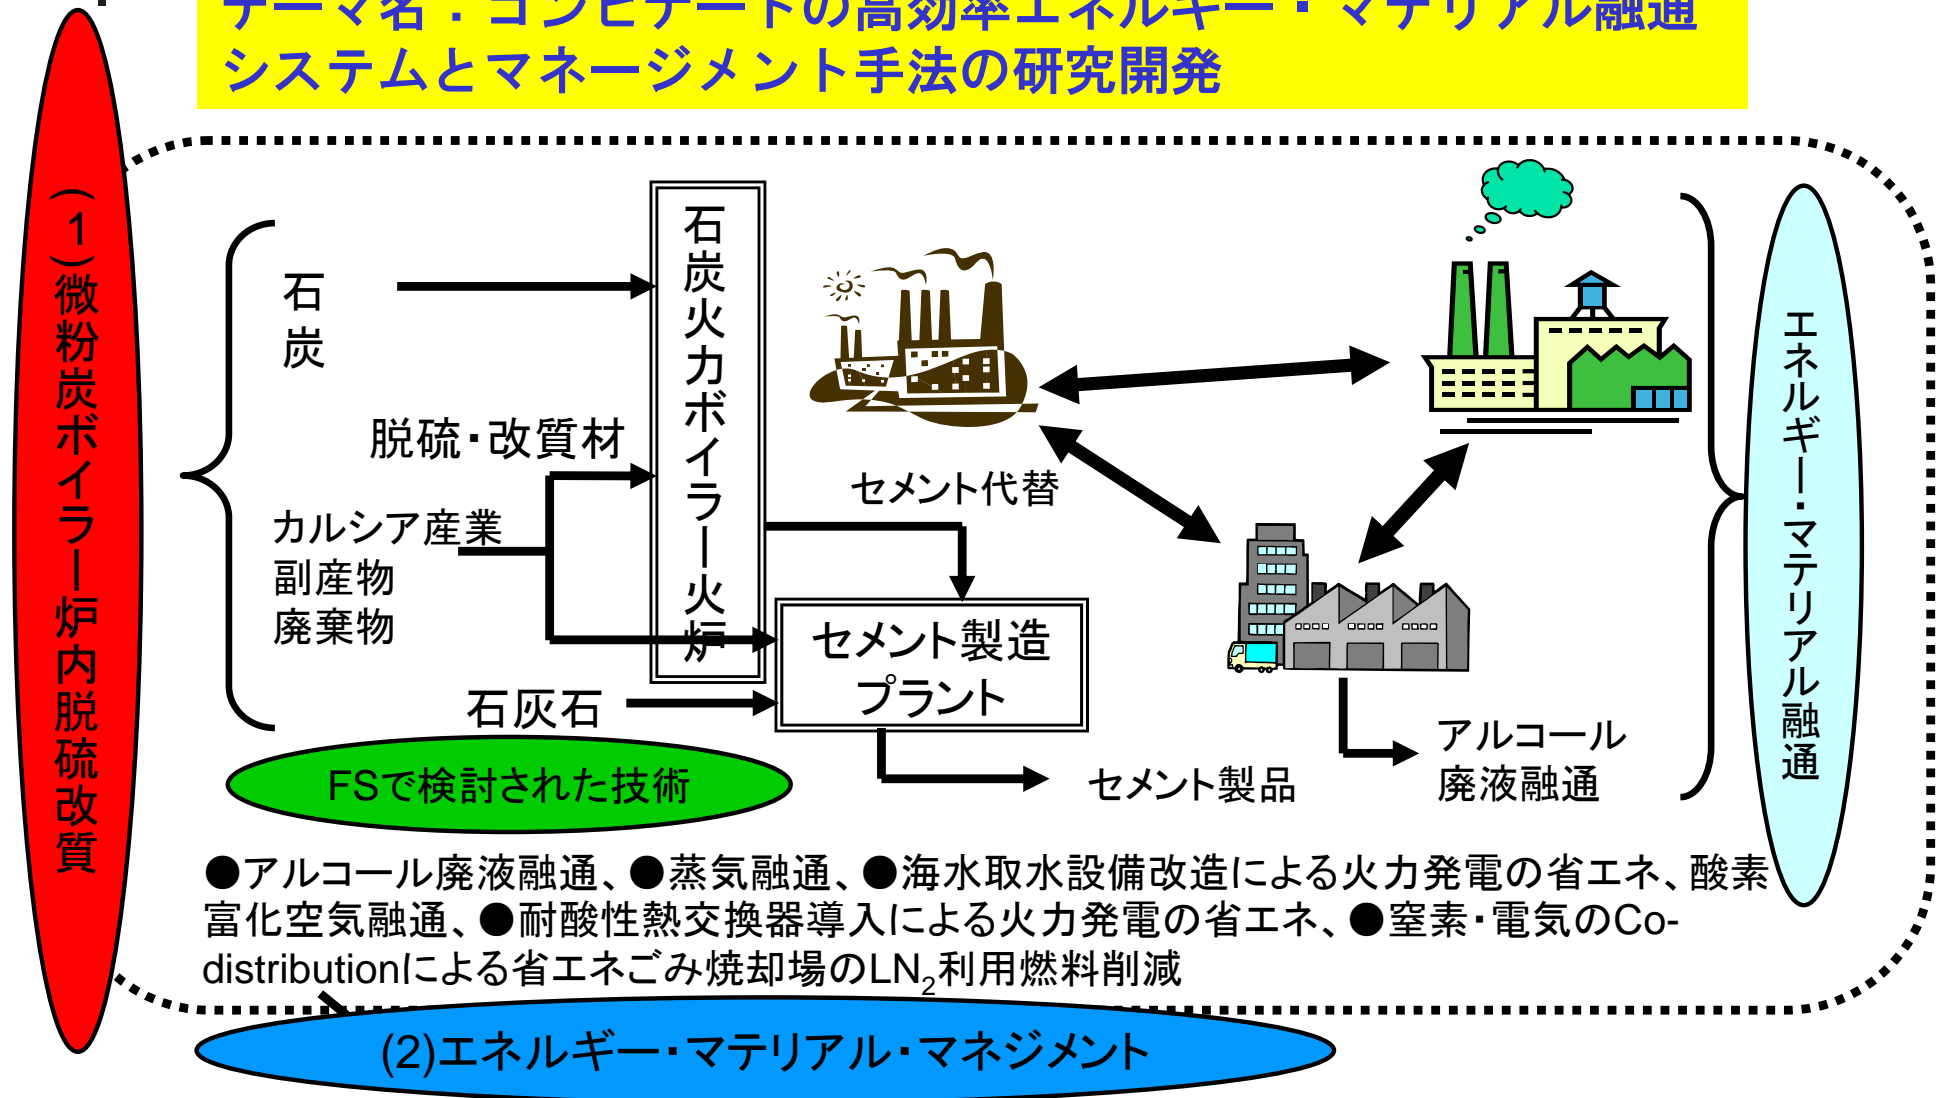 テーマ名：コンビナートの高効率エネルギー・マテリアル融通
システムとマネージメント手法の研究開発
(1)微粉炭ボイラー炉内脱硫改質
石炭
脱硫・改質材
カルシア産業
副産物
廃棄物
石灰石
石炭火力ボイラー火炉
セメント代替
セメント製造
プラント
セメント製品
アルコール
廃液融通
エネルギー・マテリアル融通
FSで検討された技術
●アルコール廃液融通、●蒸気融通、●海水取水設備改造による火力発電の省エネ、酸素
富化空気融通、●耐酸性熱交換器導入による火力発電の省エネ、●窒素・電気のCo-
distributionによる省エネごみ焼却場のLN2利用燃料削減
(2)エネルギー・マテリアル・マネジメント